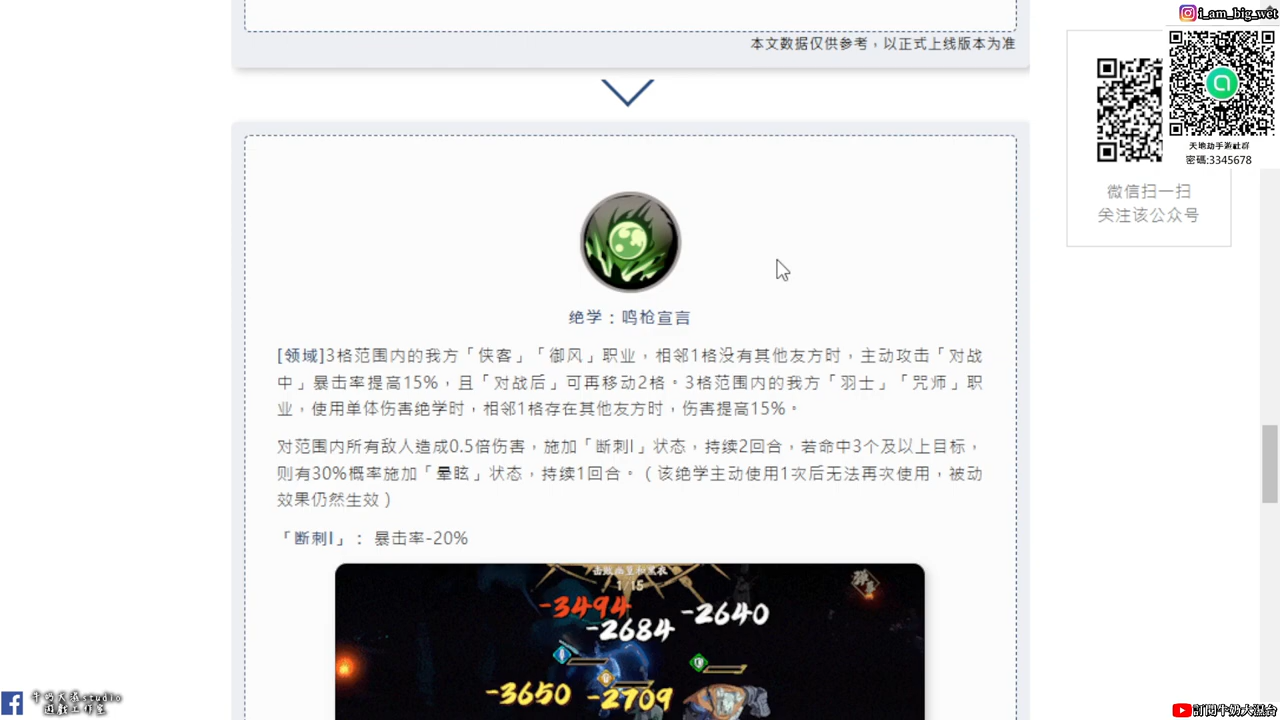 i_am_big_wet
本文数据仅供参考，以正式上线版本为准
天地劫手游社群
密碼:3345678
微信扫一扫
关注该公众号
绝学：鸣枪宣言
[领域]3格范围内的我方「侠客」「御风」职业，相邻1格没有其他友方时，主动攻击「对战
中」暴击率提高15%，且「对战后」可再移动2格。3格范围内的我方「羽士」「咒师」职
业，使用单体伤害绝学时，相邻1格存在其他友方时，伤害提高15%。
对范围内所有敌人造成0.5倍伤害，施加「断刺I」状态，持续2回合，若命中3个及以上目标，
则有30%概率施加「晕眩」状态，持续1回合。（该绝学主动使用1次后无法再次使用，被动
效果仍然生效）
「断刺I」： 暴击率-20%
1/15
-3494
-2640
-2684
-3650
-2709
牛奶大濕studio
遊戲工作室
訂閱牛奶大濕台